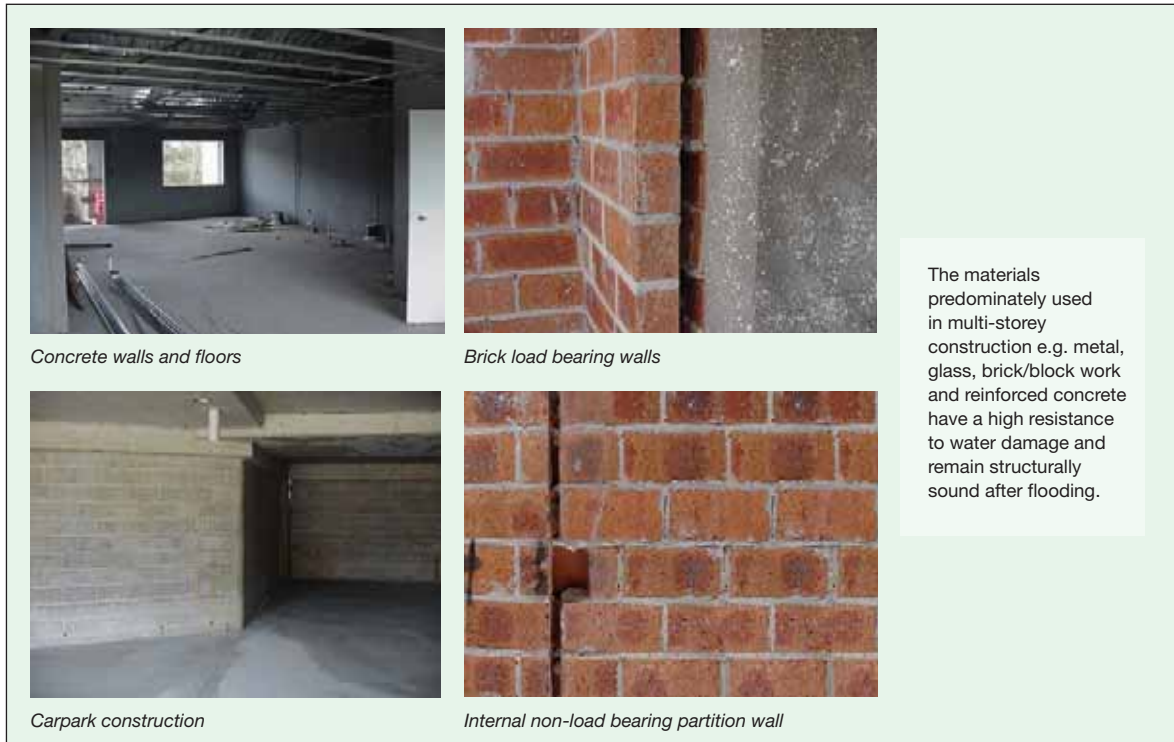 Concrete walls and floors
Brick load bearing walls
Carpark construction
Internal non-load bearing partition wall
The materials
predominately used
in multi-storey
construction e.g. metal,
glass, brick/block work
and reinforced concrete
have a high resistance
to water damage and
remain structurally
sound after flooding.